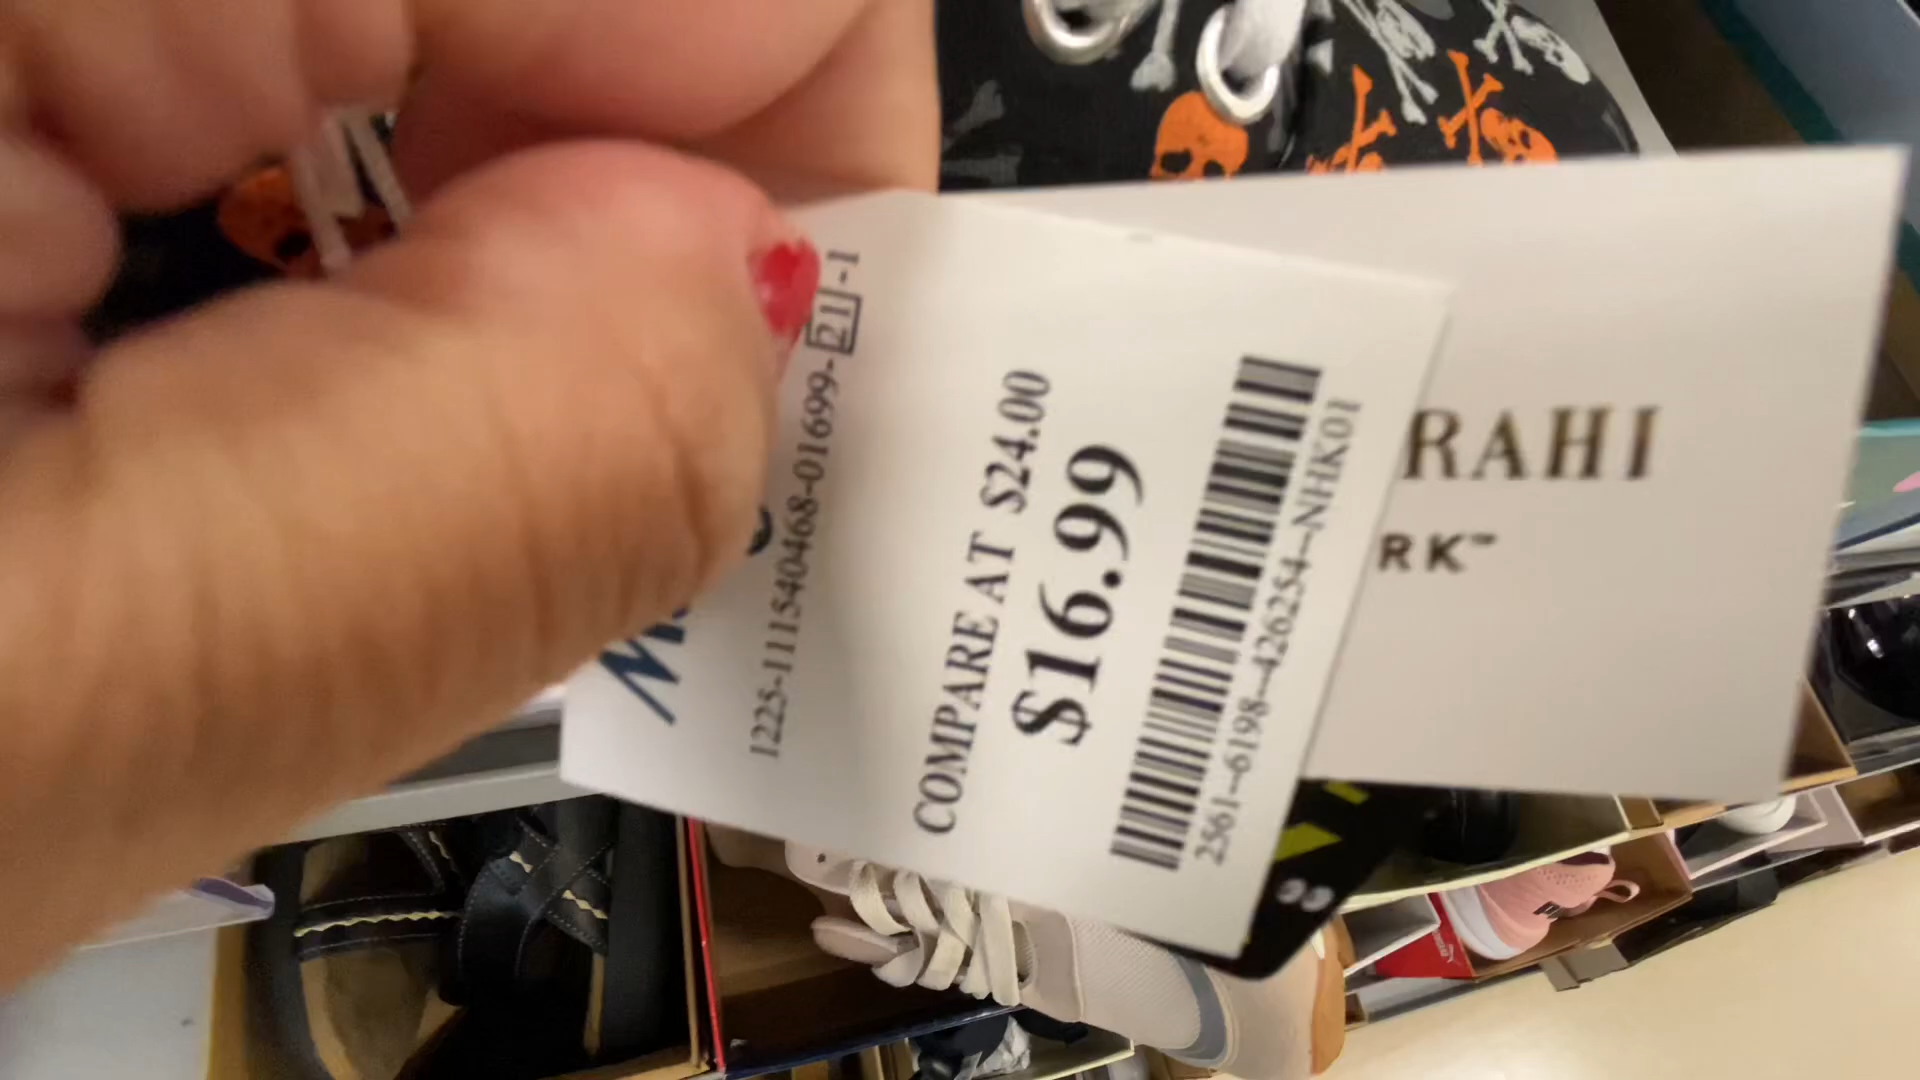 1225-111540468-01699-21-1
COMPARE AT $24.00
$16.99
2561-6198-426254-NHK01
RAHI
RK™